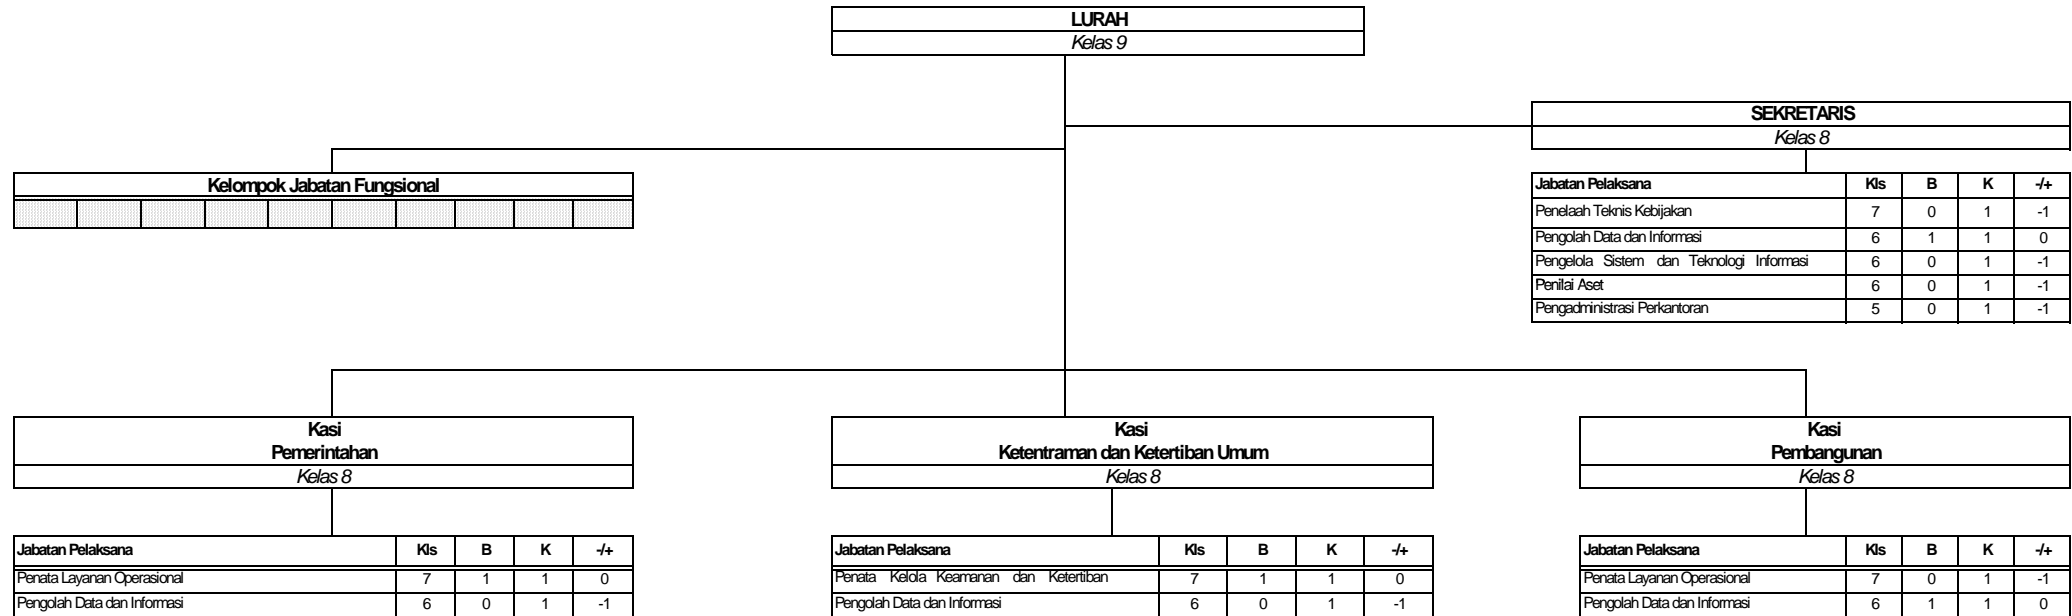 LURAH
Kelas 9
SEKRETARIS
Kelas 8
Kelompok Jabatan Fungsional
Jabatan Pelaksana Kls B K -/+
Penelaah Teknis Kebijakan 7 0 1 -1
Pengolah Data dan Informasi 6 1 1 0
Pengelola Sistem dan Teknologi Informasi 6 0 1 -1
Penilai Aset 6 0 1 -1
Pengadministrasi Perkantoran 5 0 1 -1
Kasi
Pemerintahan
Kelas 8
Jabatan Pelaksana Kls B K -/+
Penata Layanan Operasional 7 1 1 0
Pengolah Data dan Informasi 6 0 1 -1
Kasi
Ketentraman dan Ketertiban Umum
Kelas 8
Jabatan Pelaksana Kls B K -/+
Penata Kelola Keamanan dan Ketertiban 7 1 1 0
Pengolah Data dan Informasi 6 0 1 -1
Kasi
Pembangunan
Kelas 8
Jabatan Pelaksana Kls B K -/+
Penata Layanan Operasional 7 0 1 -1
Pengolah Data dan Informasi 6 1 1 0